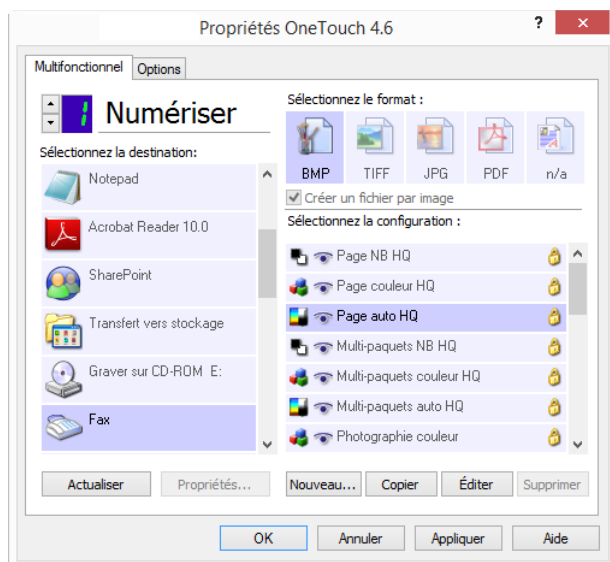 Propriétés OneTouch 4.6
Multifonctionnel Options
1 Numériser
Sélectionnez la destination:
Notepad
Acrobat Reader 10.0
SharePoint
Transfert vers stockage
Graver sur CD-ROM E:
Fax
Actualiser Propriétés...
Sélectionnez le format :
BMP TIFF JPG PDF n/a
Créer un fichier par image
Sélectionnez la configuration :
Page NB HQ
Page couleur HQ
Page auto HQ
Multi-paquets NB HQ
Multi-paquets couleur HQ
Multi-paquets auto HQ
Photographie couleur
Nouveau... Copier Éditer Supprimer
OK Annuler Appliquer Aide